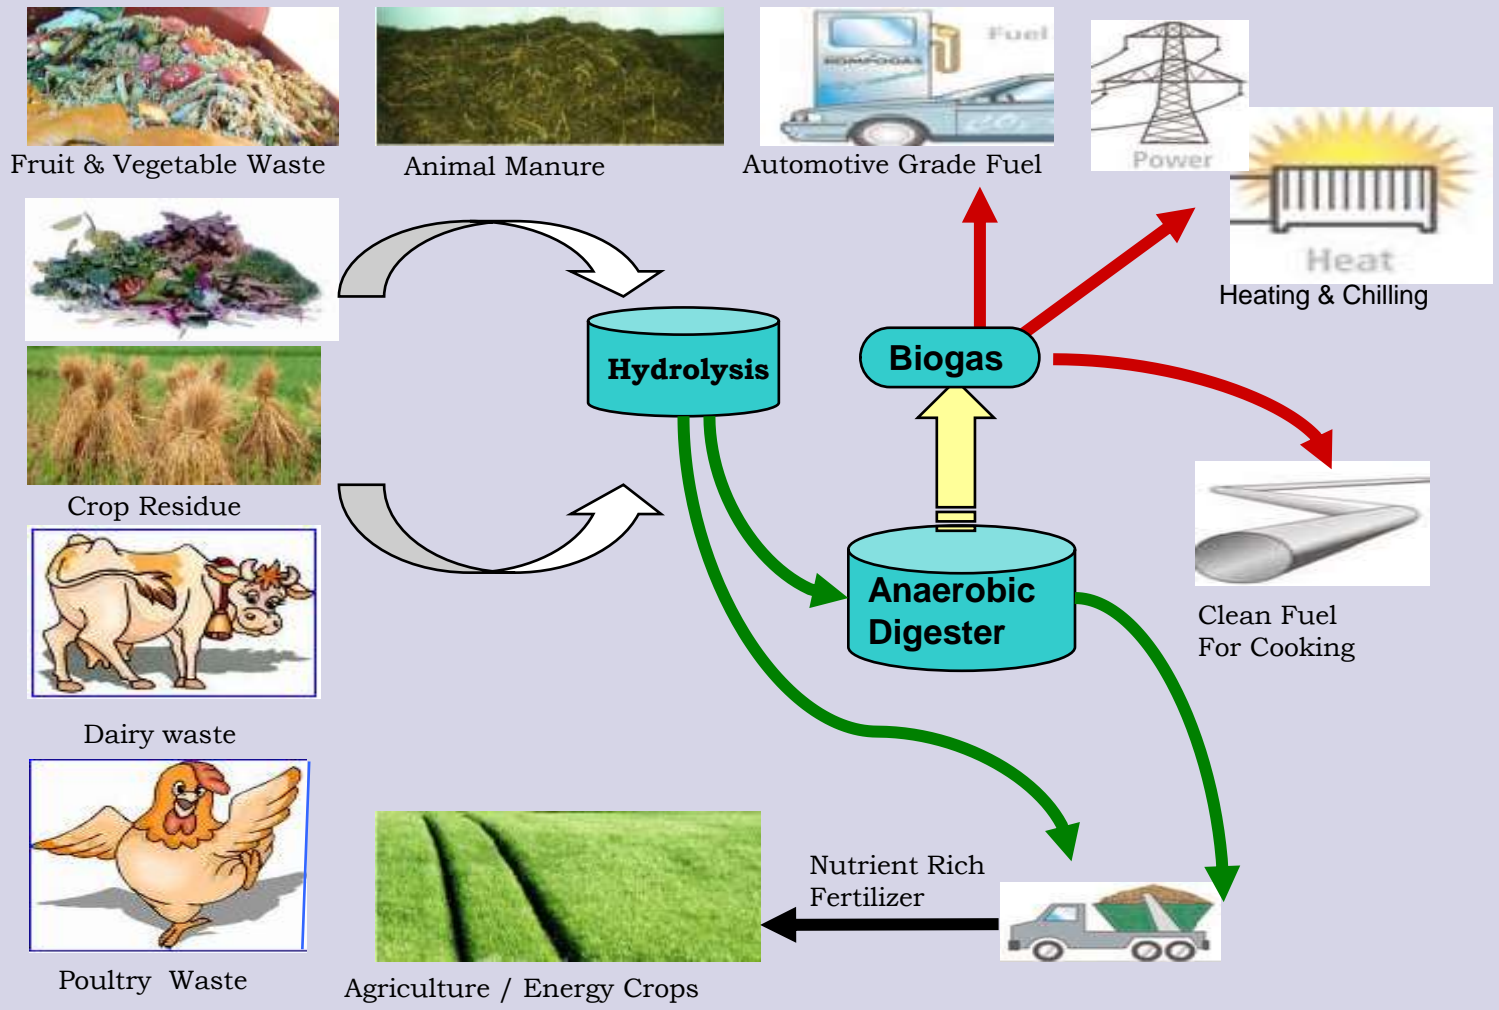 Fuel
ROMPOGAS
Power
Fruit & Vegetable Waste
Animal Manure
Automotive Grade Fuel
Heat
Heating & Chilling
Hydrolysis
Biogas
Crop Residue
Anaerobic
Digester
Clean Fuel
For Cooking
Dairy waste
Nutrient Rich
Fertilizer
Poultry  Waste
Agriculture / Energy Crops